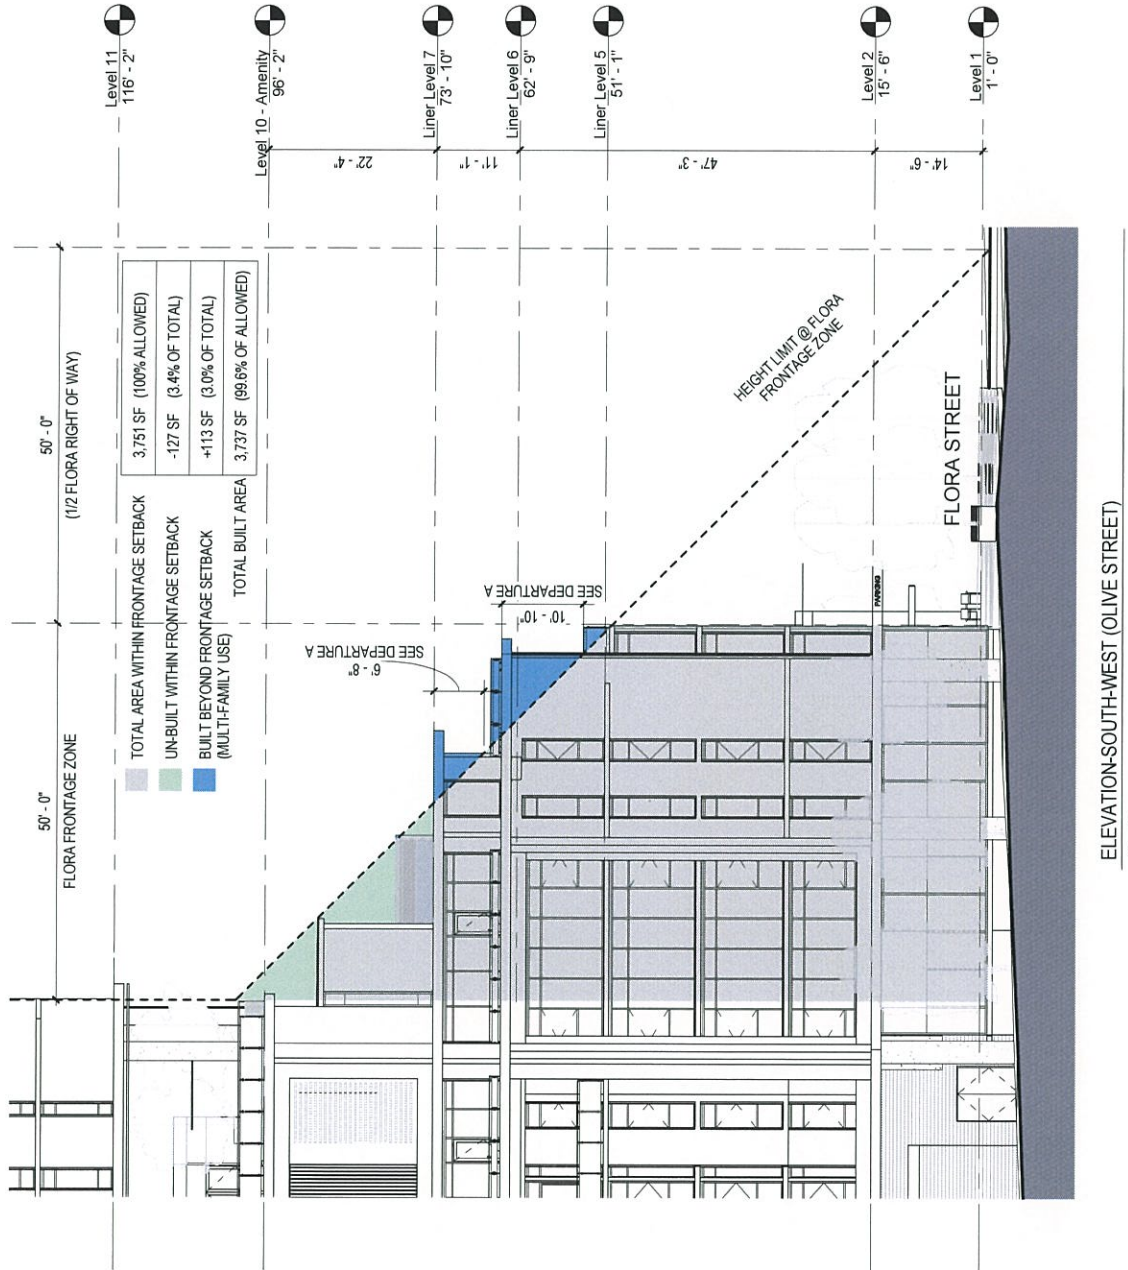 Level 11
116' - 2"
Level 10 - Amenity
96' - 2"
Liner Level 7
73' - 10"
Liner Level 6
62' - 9"
Liner Level 5
51' - 1"
Level 2
15' - 6"
Level 1
1' - 0"
22' - 4"
11' - 1"
47' - 3"
14' - 6"
50' - 0"
(1/2 FLORA RIGHT OF WAY)
50' - 0"
FLORA FRONTAGE ZONE
TOTAL AREA WITHIN FRONTAGE SETBACK 3,751 SF (100% ALLOWED)
UN-BUILT WITHIN FRONTAGE SETBACK -127 SF (3.4% OF TOTAL)
BUILT BEYOND FRONTAGE SETBACK +113 SF (3.0% OF TOTAL)
(MULTI-FAMILY USE)
TOTAL BUILT AREA 3,737 SF (99.6% OF ALLOWED)
HEIGHT LIMIT @ FLORA
FRONTAGE ZONE
SEE DEPARTURE A
10' - 10"
SEE DEPARTURE A
6' - 8"
PARKING
FLORA STREET
ELEVATION-SOUTH-WEST (OLIVE STREET)